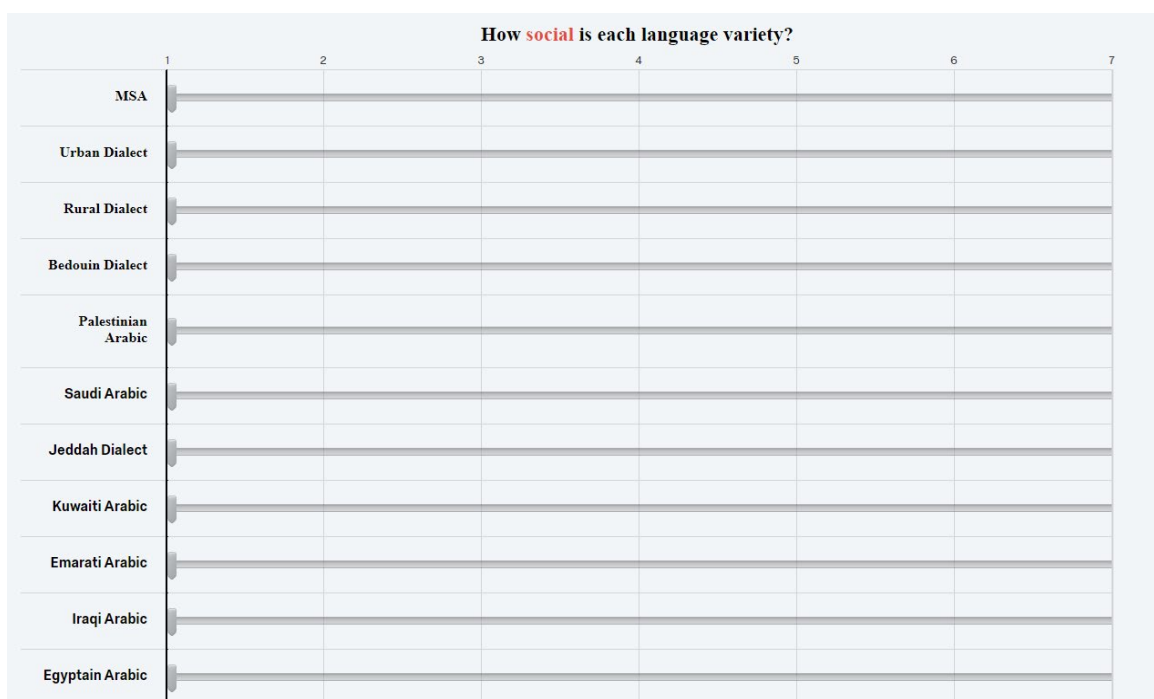 How social is each language variety?
1 2 3 4 5 6 7
MSA
Urban Dialect
Rural Dialect
Bedouin Dialect
Palestinian
Arabic
Saudi Arabic
Jeddah Dialect
Kuwaiti Arabic
Emarati Arabic
Iraqi Arabic
Egyptain Arabic